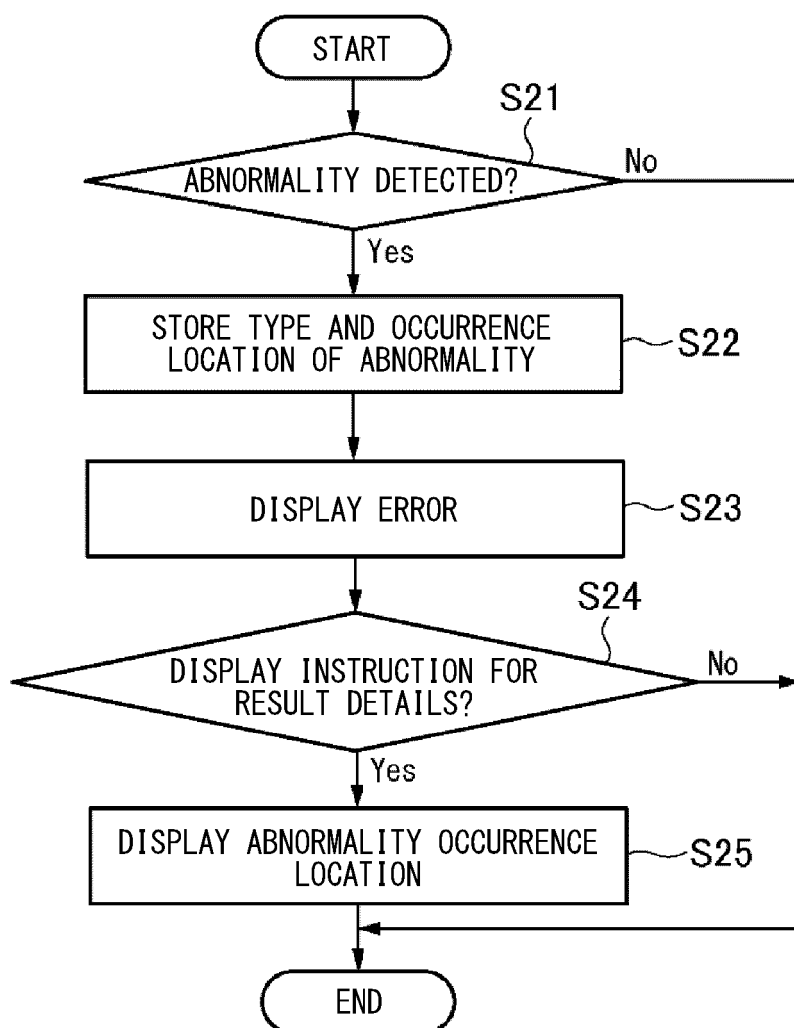 START
S21
ABNORMALITY DETECTED?
No
Yes
STORE TYPE AND OCCURRENCE
LOCATION OF ABNORMALITY
S22
DISPLAY ERROR
S23
S24
DISPLAY INSTRUCTION FOR
RESULT DETAILS?
No
Yes
DISPLAY ABNORMALITY OCCURRENCE
LOCATION
S25
END